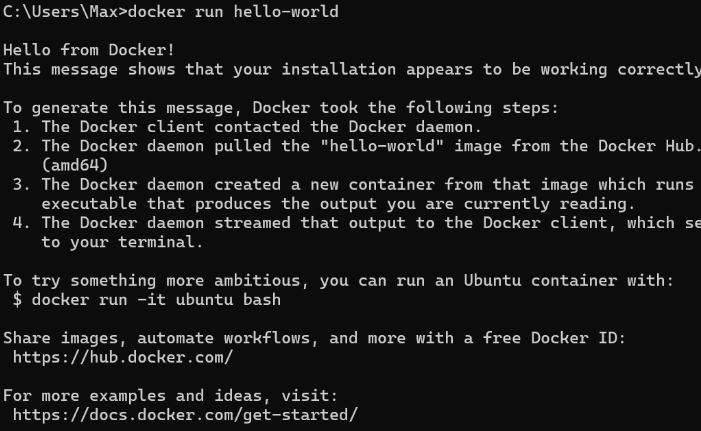 C:\Users\Max>docker run hello-world
Hello from Docker!
This message shows that your installation appears to be working correctly
To generate this message, Docker took the following steps:
1. The Docker client contacted the Docker daemon.
2. The Docker daemon pulled the "hello-world" image from the Docker Hub.
(amd64)
3. The Docker daemon created a new container from that image which runs
executable that produces the output you are currently reading.
4. The Docker daemon streamed that output to the Docker client, which se
to your terminal.
To try something more ambitious, you can run an Ubuntu container with:
$ docker run -it ubuntu bash
Share images, automate workflows, and more with a free Docker ID:
https://hub.docker.com/
For more examples and ideas, visit:
https://docs.docker.com/get-started/